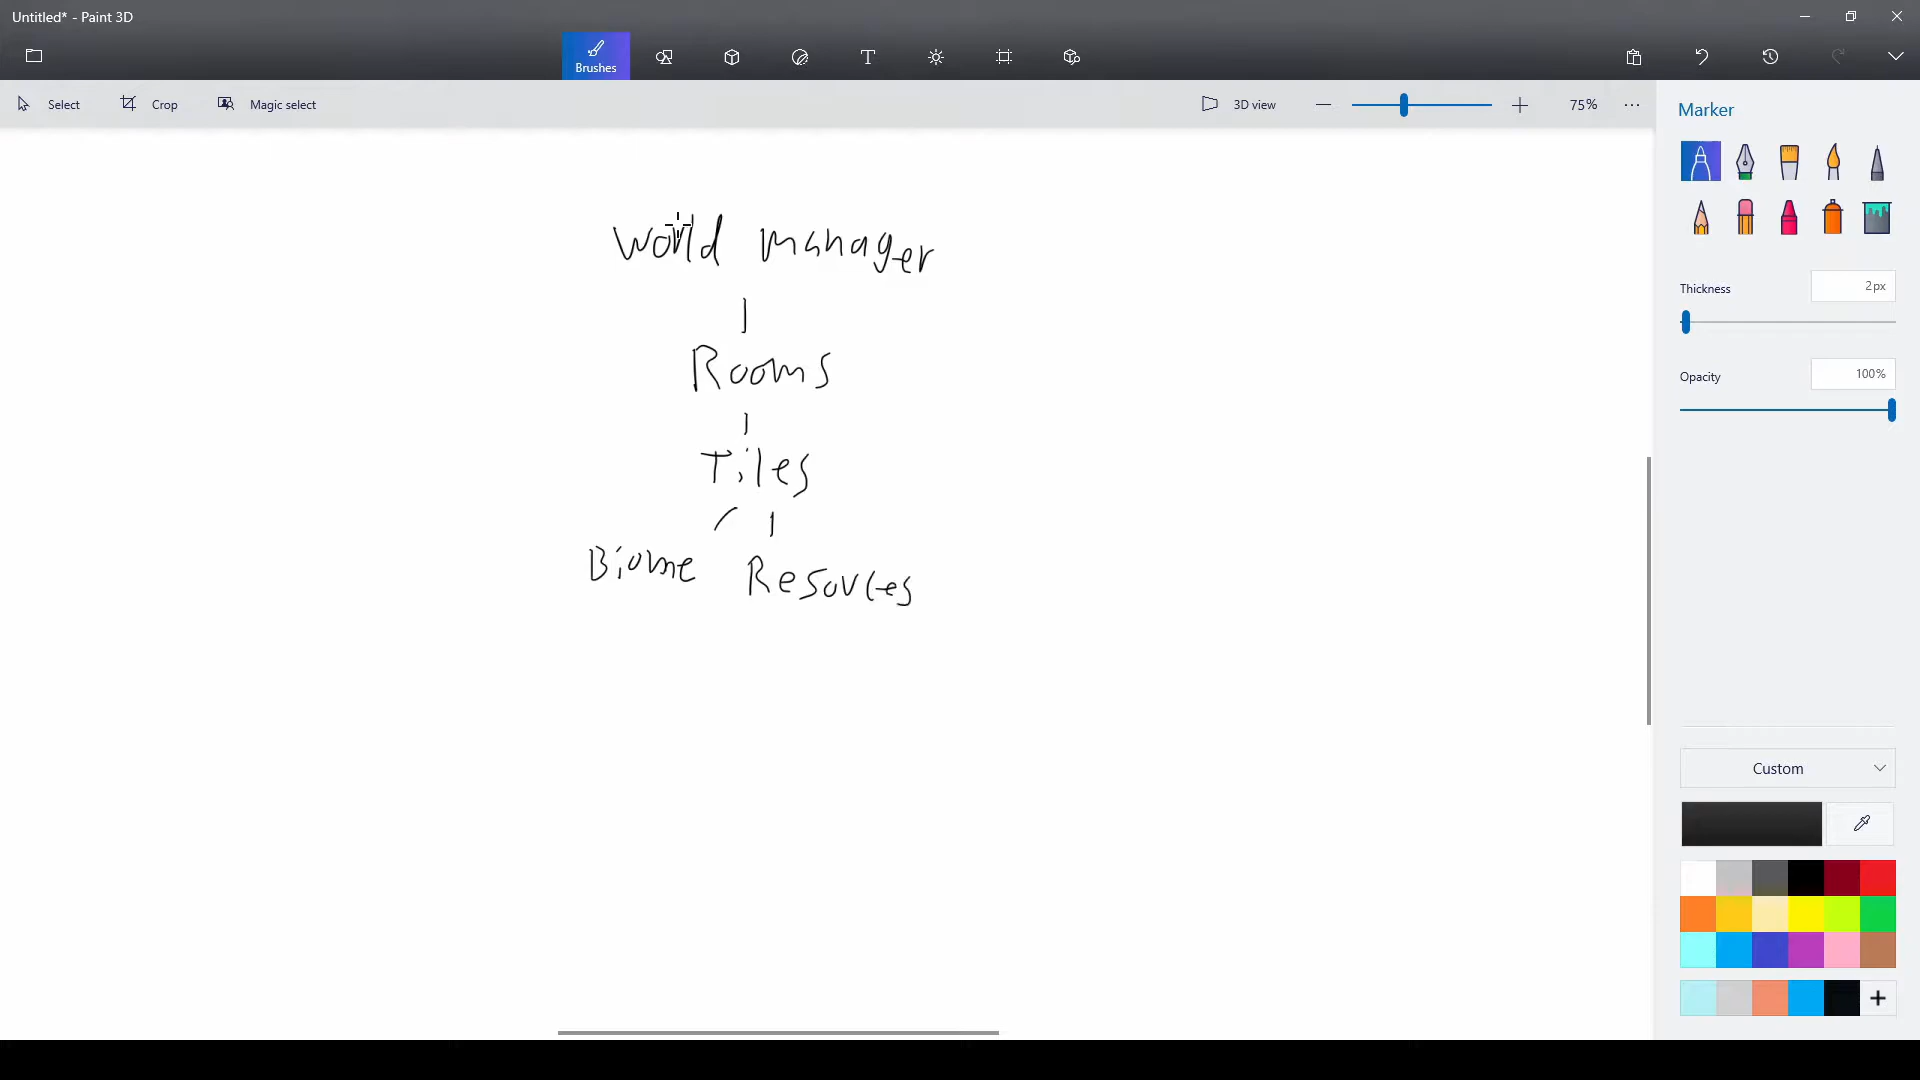 Untitled* - Paint 3D
Brushes
Select Crop Magic select 3D view 75%
Marker
Thickness 2px
Opacity 100%
Custom
World manager
Rooms
Tiles
Biome Resources